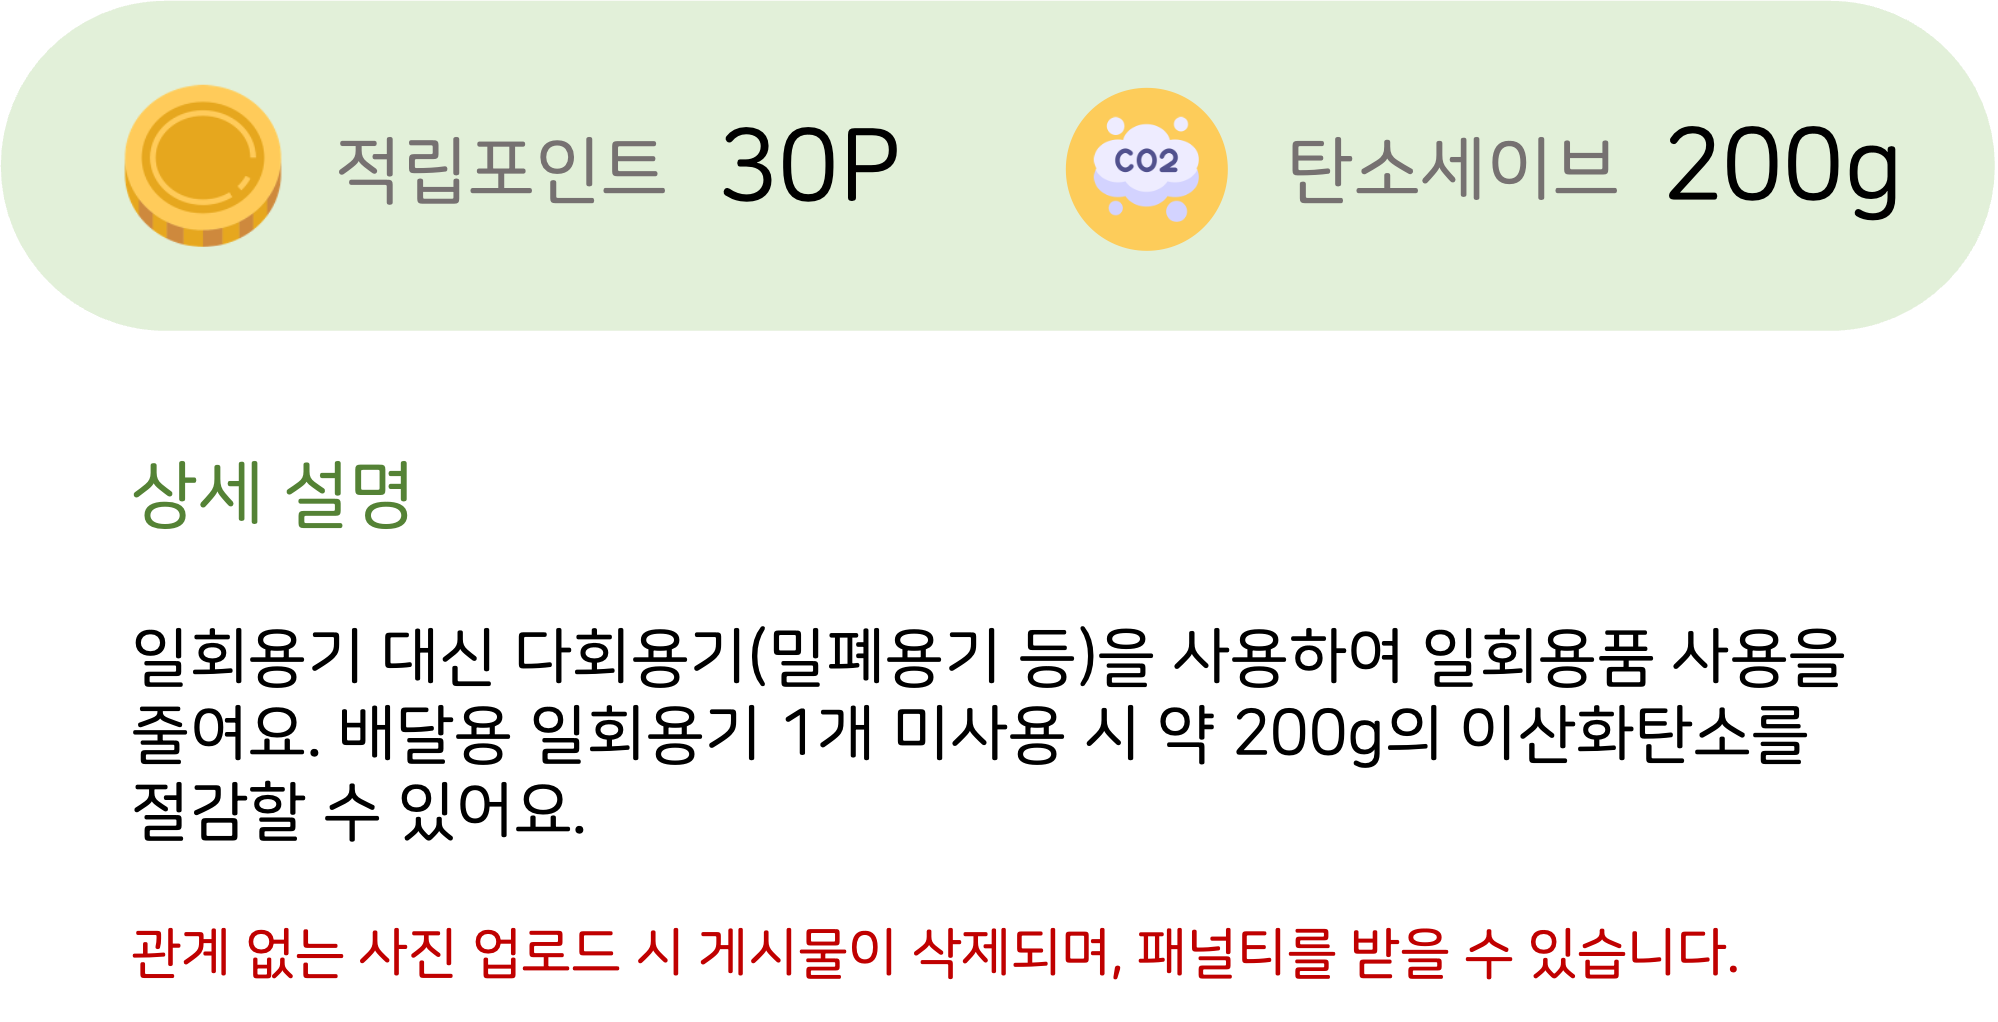 적립포인트 30P CO2 탄소세이브 200g
상세 설명
일회용기 대신 다회용기(밀폐용기 등)을 사용하여 일회용품 사용을
줄여요. 배달용 일회용기 1개 미사용 시 약 200g의 이산화탄소를
절감할 수 있어요.
관계 없는 사진 업로드 시 게시물이 삭제되며, 패널티를 받을 수 있습니다.